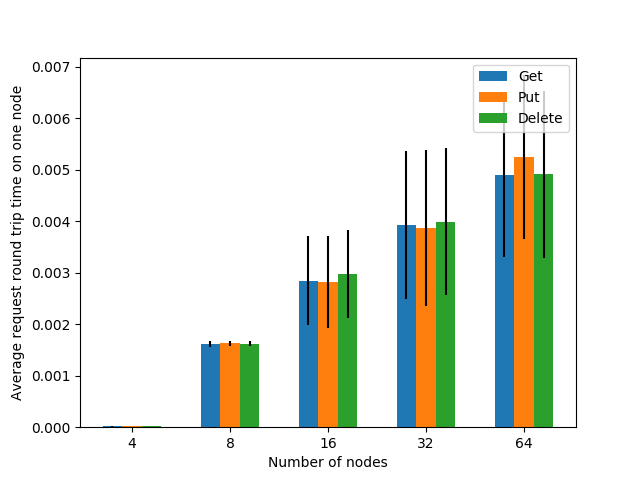 Average request round trip time on one node
0.007
0.006
0.005
0.004
0.003
0.002
0.001
0.000
Get
Put
Delete
4 8 16 32 64
Number of nodes